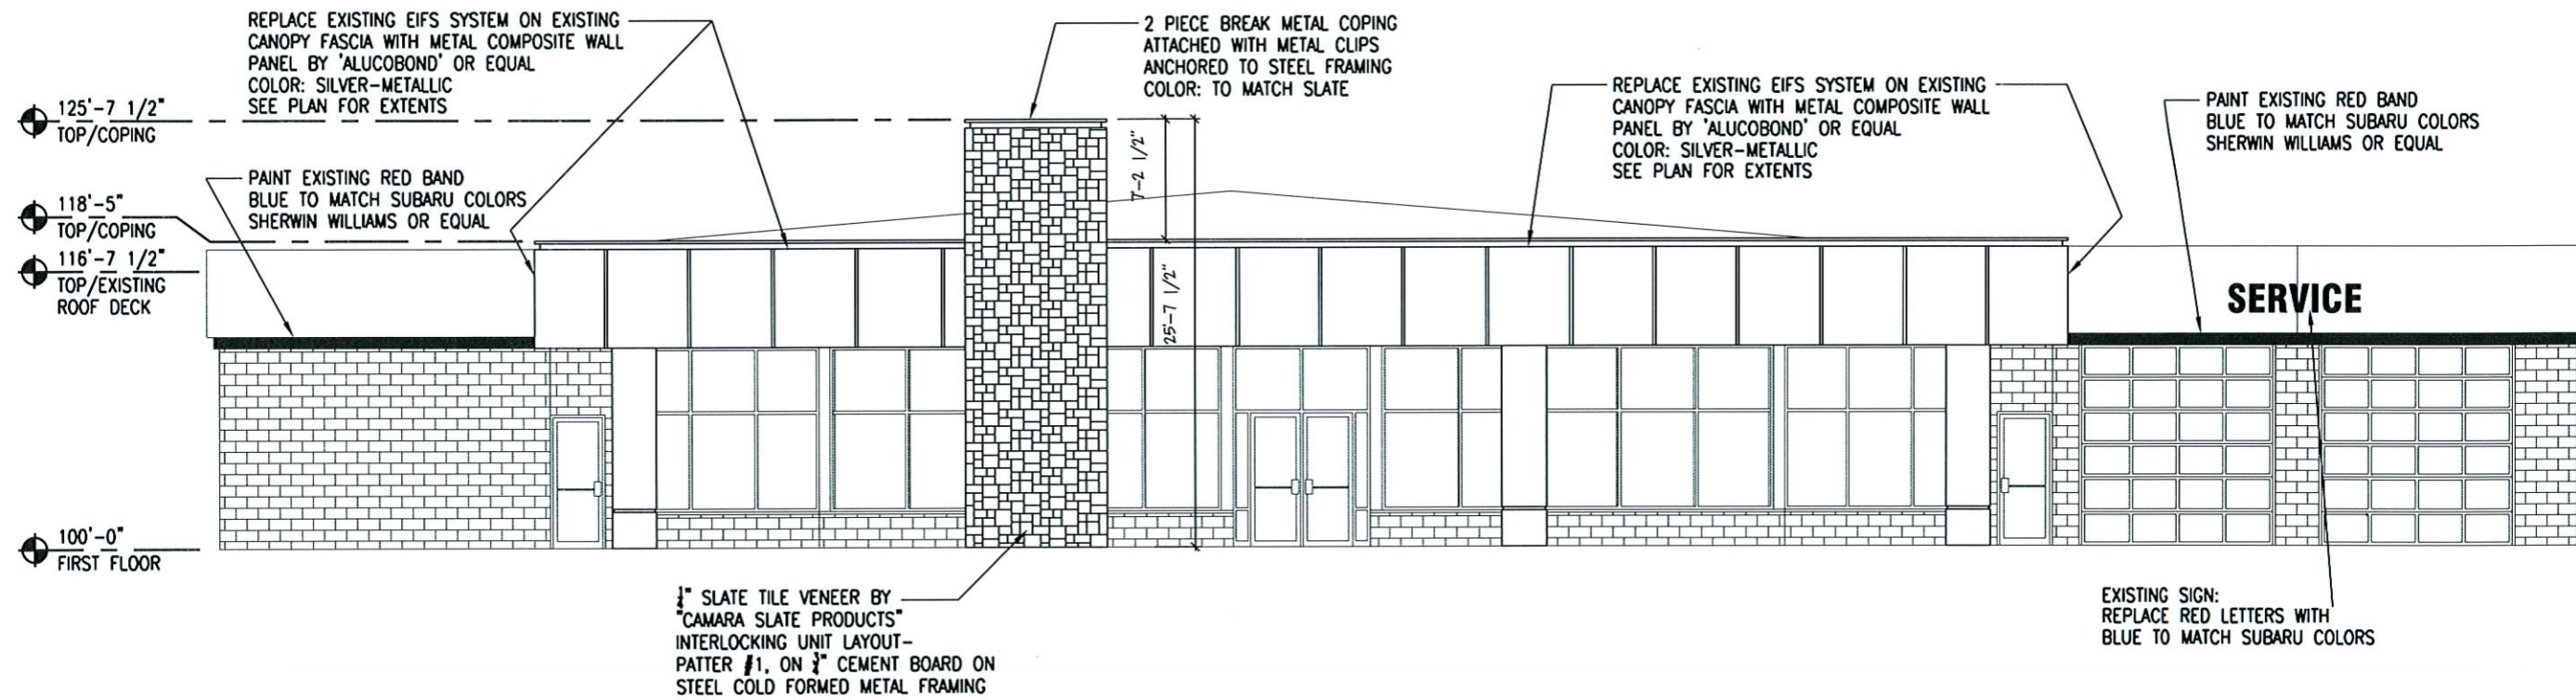 REPLACE EXISTING EIFS SYSTEM ON EXISTING
CANOPY FASCIA WITH METAL COMPOSITE WALL
PANEL BY 'ALUCOBOND' OR EQUAL
COLOR: SILVER-METALLIC
SEE PLAN FOR EXTENTS
2 PIECE BREAK METAL COPING
ATTACHED WITH METAL CLIPS
ANCHORED TO STEEL FRAMING
COLOR: TO MATCH SLATE
REPLACE EXISTING EIFS SYSTEM ON EXISTING
CANOPY FASCIA WITH METAL COMPOSITE WALL
PANEL BY 'ALUCOBOND' OR EQUAL
COLOR: SILVER-METALLIC
SEE PLAN FOR EXTENTS
PAINT EXISTING RED BAND
BLUE TO MATCH SUBARU COLORS
SHERWIN WILLIAMS OR EQUAL
125'-7 1/2"
TOP/COPING
PAINT EXISTING RED BAND
BLUE TO MATCH SUBARU COLORS
SHERWIN WILLIAMS OR EQUAL
118'-5"
TOP/COPING
116'-7 1/2"
TOP/EXISTING
ROOF DECK
7'-2 1/2"
25'-7 1/2"
SERVICE
100'-0"
FIRST FLOOR
SLATE TILE VENEER BY
"CAMARA SLATE PRODUCTS"
INTERLOCKING UNIT LAYOUT-
PATTER #1, ON CEMENT BOARD ON
STEEL COLD FORMED METAL FRAMING
EXISTING SIGN:
REPLACE RED LETTERS WITH
BLUE TO MATCH SUBARU COLORS